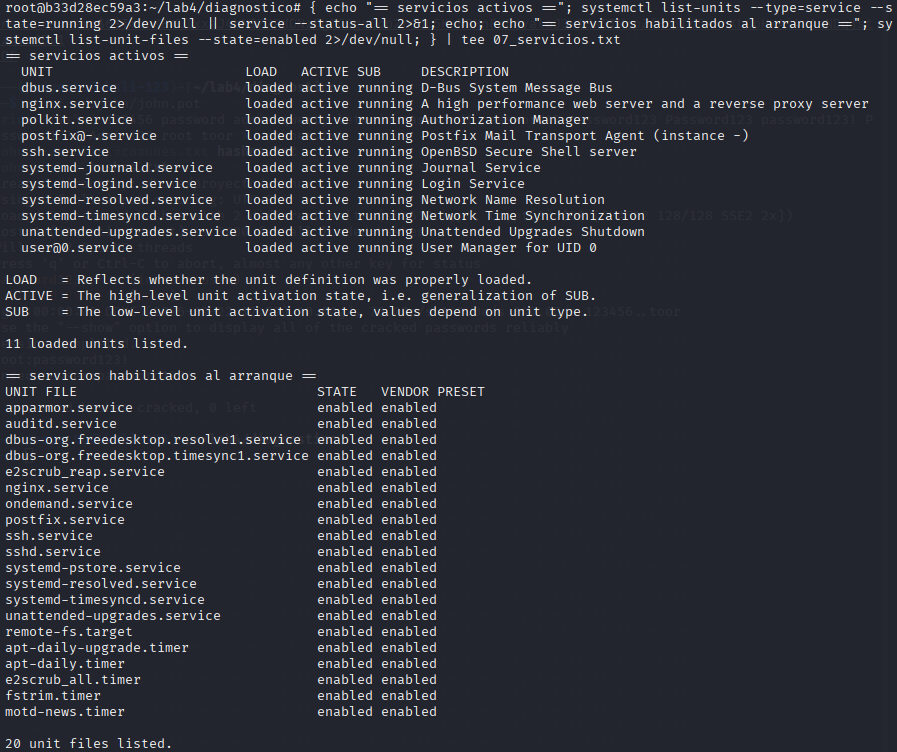 root@b33d28ec59a3:~/lab4/diagnostico# { echo "== servicios activos =="; systemctl list-units --type=service --s
tate=running 2>/dev/null || service --status-all 2>&1; echo; echo "== servicios habilitados al arranque =="; sy
stemctl list-unit-files --state=enabled 2>/dev/null; } | tee 07_servicios.txt
== servicios activos ==
UNIT LOAD ACTIVE SUB DESCRIPTION
dbus.service loaded active running D-Bus System Message Bus
nginx.service loaded active running A high performance web server and a reverse proxy server
polkit.service loaded active running Authorization Manager
postfix@-.service loaded active running Postfix Mail Transport Agent (instance -)
ssh.service loaded active running OpenBSD Secure Shell server
systemd-journald.service loaded active running Journal Service
systemd-logind.service loaded active running Login Service
systemd-resolved.service loaded active running Network Name Resolution
systemd-timesyncd.service loaded active running Network Time Synchronization
unattended-upgrades.service loaded active running Unattended Upgrades Shutdown
user@0.service loaded active running User Manager for UID 0
LOAD = Reflects whether the unit definition was properly loaded.
ACTIVE = The high-level unit activation state, i.e. generalization of SUB.
SUB = The low-level unit activation state, values depend on unit type.
11 loaded units listed.
== servicios habilitados al arranque ==
UNIT FILE STATE VENDOR PRESET
apparmor.service enabled enabled
auditd.service enabled enabled
dbus-org.freedesktop.resolve1.service enabled enabled
dbus-org.freedesktop.timesync1.service enabled enabled
e2scrub_reap.service enabled enabled
nginx.service enabled enabled
ondemand.service enabled enabled
postfix.service enabled enabled
ssh.service enabled enabled
sshd.service enabled enabled
systemd-pstore.service enabled enabled
systemd-resolved.service enabled enabled
systemd-timesyncd.service enabled enabled
unattended-upgrades.service enabled enabled
remote-fs.target enabled enabled
apt-daily-upgrade.timer enabled enabled
apt-daily.timer enabled enabled
e2scrub_all.timer enabled enabled
fstrim.timer enabled enabled
motd-news.timer enabled enabled
20 unit files listed.